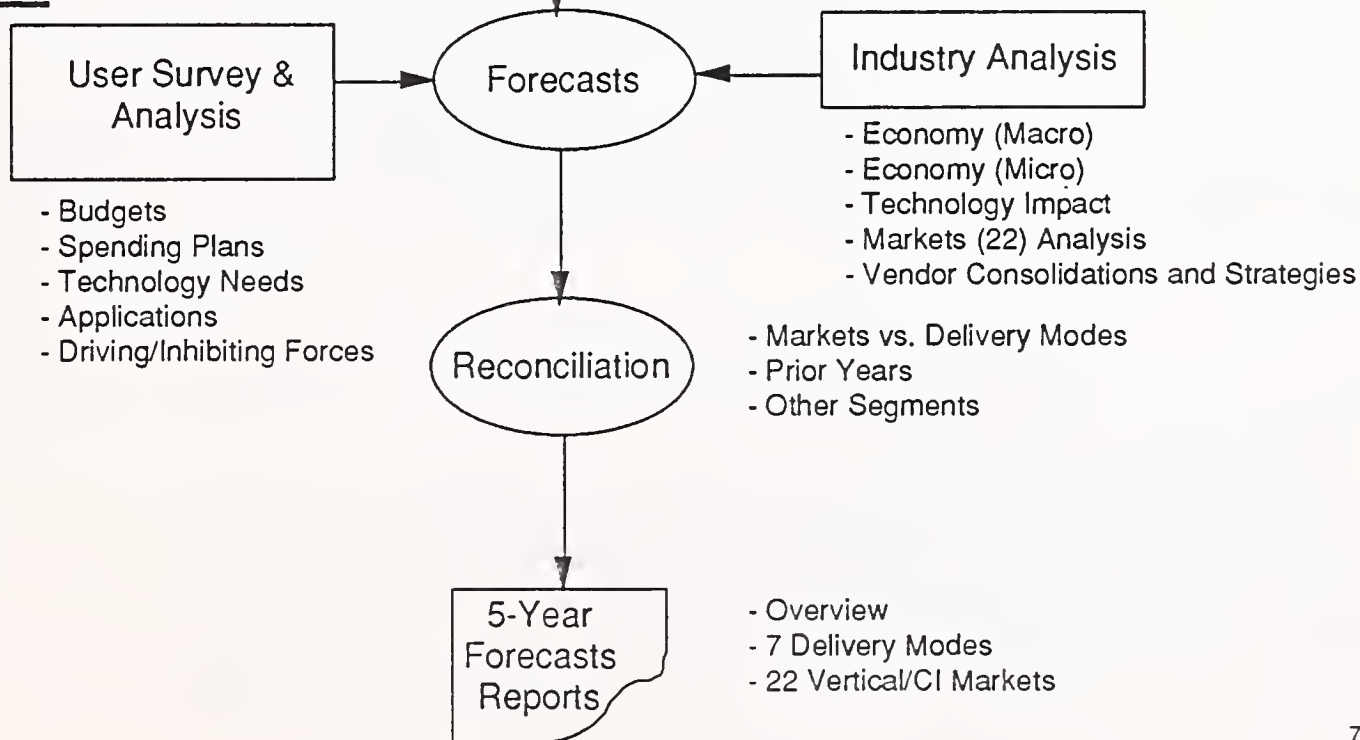 User Survey &
Analysis
- Budgets
- Spending Plans
- Technology Needs
- Applications
- Driving/Inhibiting Forces
Forecasts
Industry Analysis
- Economy (Macro)
- Economy (Micro)
- Technology Impact
- Markets (22) Analysis
- Vendor Consolidations and Strategies
Reconciliation
- Markets vs. Delivery Modes
- Prior Years
- Other Segments
5-Year
Forecasts
Reports
- Overview
- 7 Delivery Modes
- 22 Vertical/CI Markets
7